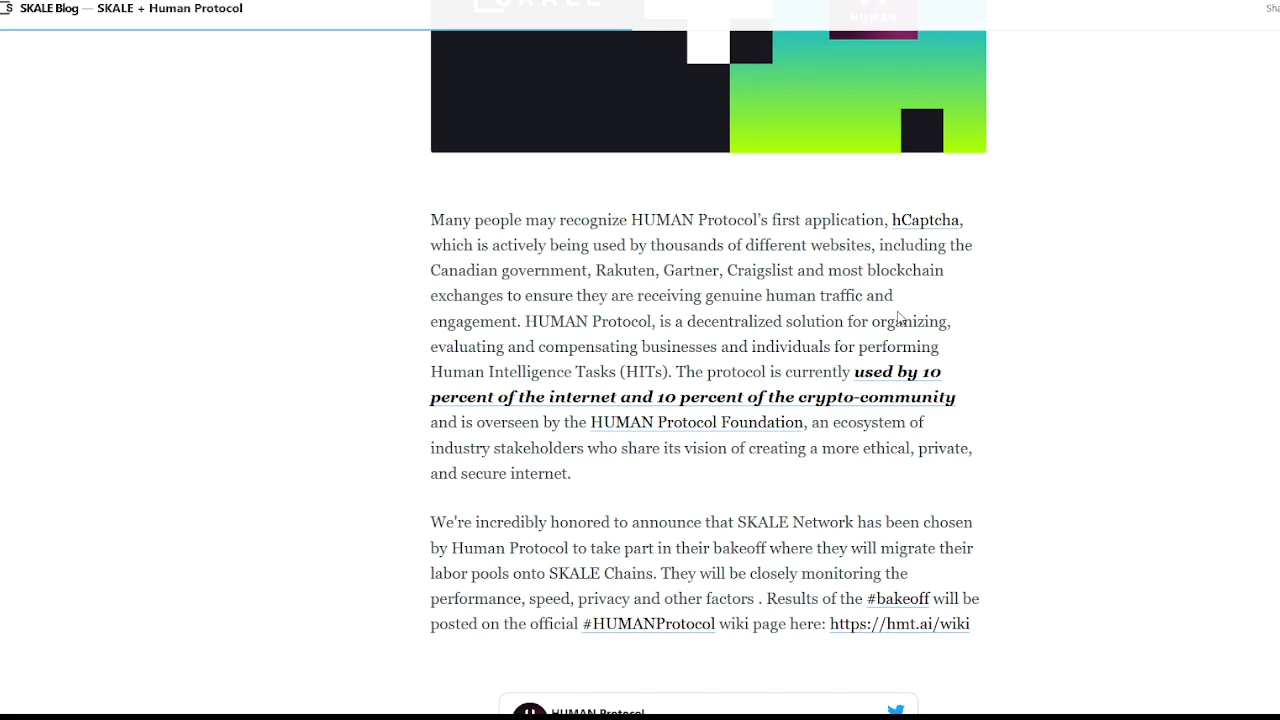 SKALE Blog — SKALE + Human Protocol
Sha
SKALE
HUMAN
Many people may recognize HUMAN Protocol’s first application, hCaptcha,
which is actively being used by thousands of different websites, including the
Canadian government, Rakuten, Gartner, Craigslist and most blockchain
exchanges to ensure they are receiving genuine human traffic and
engagement. HUMAN Protocol, is a decentralized solution for organizing,
evaluating and compensating businesses and individuals for performing
Human Intelligence Tasks (HITs). The protocol is currently used by 10
percent of the internet and 10 percent of the crypto-community
and is overseen by the HUMAN Protocol Foundation, an ecosystem of
industry stakeholders who share its vision of creating a more ethical, private,
and secure internet.
We're incredibly honored to announce that SKALE Network has been chosen
by Human Protocol to take part in their bakeoff where they will migrate their
labor pools onto SKALE Chains. They will be closely monitoring the
performance, speed, privacy and other factors . Results of the #bakeoff will be
posted on the official #HUMANProtocol wiki page here: https://hmt.ai/wiki
HUMAN Protocol